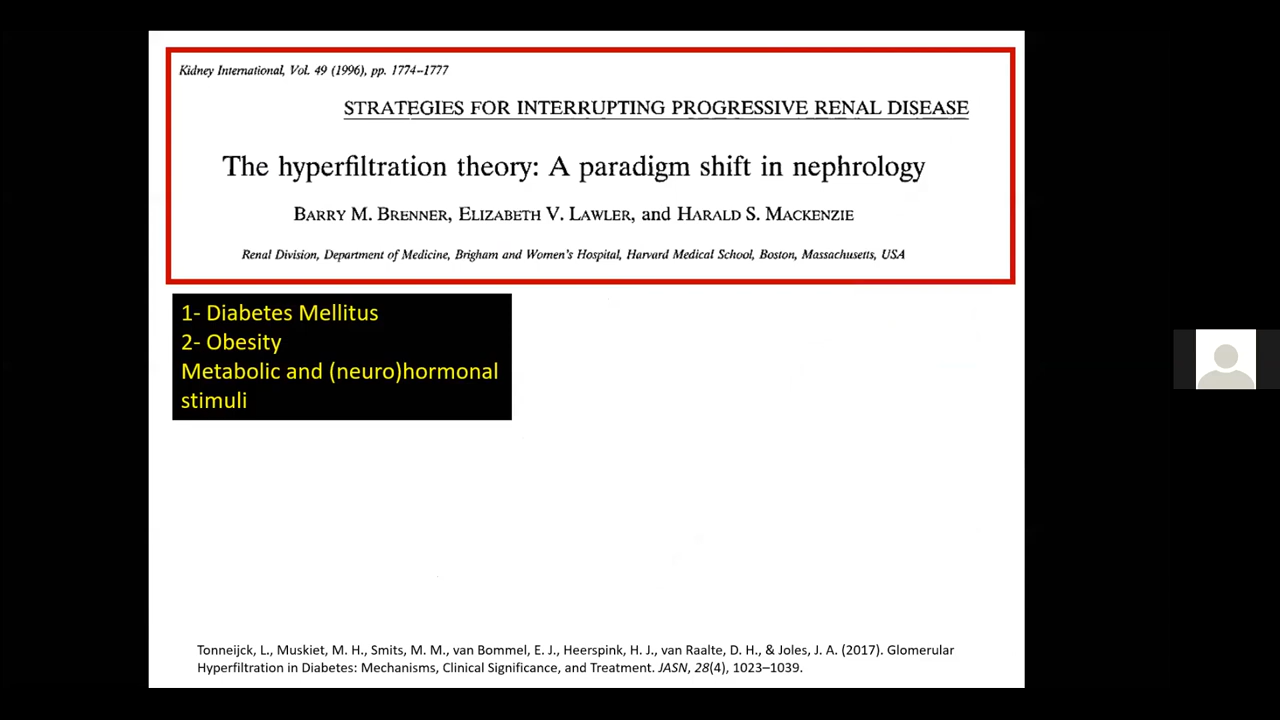 Kidney International, Vol. 49 (1996), pp. 1774–1777
STRATEGIES FOR INTERRUPTING PROGRESSIVE RENAL DISEASE
The hyperfiltration theory: A paradigm shift in nephrology
BARRY M. BRENNER, ELIZABETH V. LAWLER, and HARALD S. MACKENZIE
Renal Division, Department of Medicine, Brigham and Women's Hospital, Harvard Medical School, Boston, Massachusetts, USA
1- Diabetes Mellitus
2- Obesity
Metabolic and (neuro)hormonal
stimuli
Tonneijck, L., Muskiet, M. H., Smits, M. M., van Bommel, E. J., Heerspink, H. J., van Raalte, D. H., & Joles, J. A. (2017). Glomerular
Hyperfiltration in Diabetes: Mechanisms, Clinical Significance, and Treatment. JASN, 28(4), 1023–1039.